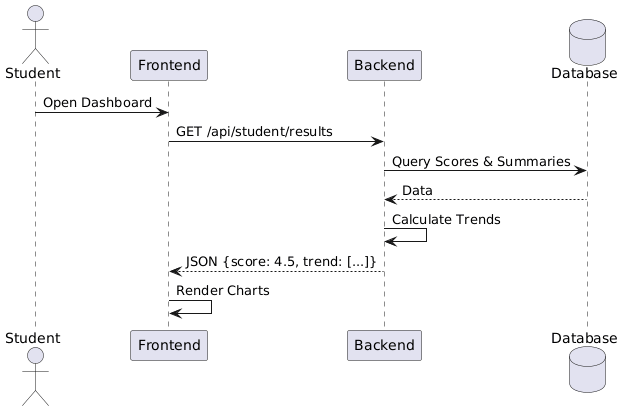 Student
Frontend
Backend
Database
Open Dashboard
GET /api/student/results
Query Scores & Summaries
Data
Calculate Trends
JSON {score: 4.5, trend: [...]}
Render Charts
Student
Frontend
Backend
Database